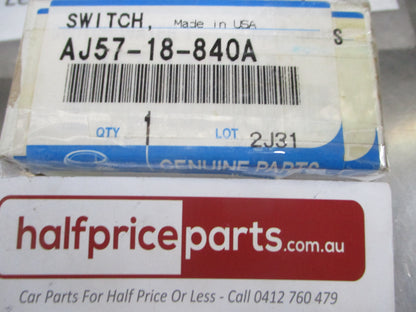 SWITCH, Made in USA
S
AJ57-18-840A
QTY 1 LOT 2J31
GENUINE PARTS
halfpriceparts.com.au
Car Parts For Half Price Or Less - Call 0412 760 479